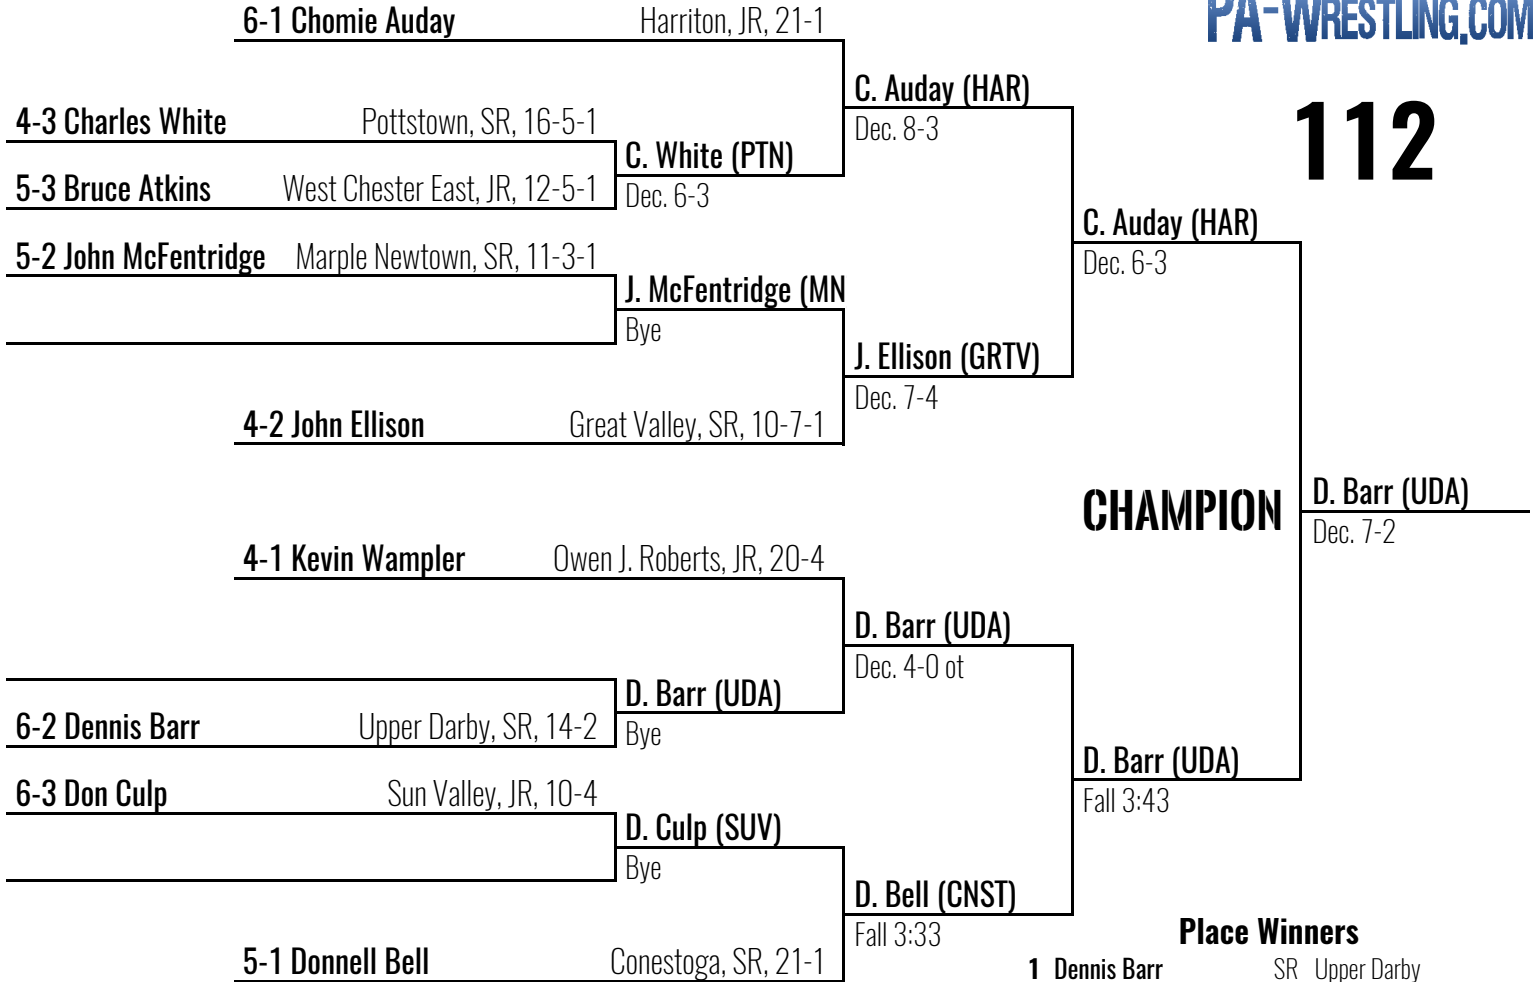 PA-WRESTLING.COM
6-1 Chomie Auday Harriton, JR, 21-1
C. Auday (HAR)
Dec. 8-3
112
4-3 Charles White Pottstown, SR, 16-5-1
C. White (PTN)
Dec. 6-3
5-3 Bruce Atkins West Chester East, JR, 12-5-1
C. Auday (HAR)
Dec. 6-3
5-2 John McFentridge Marple Newtown, SR, 11-3-1
J. McFentridge (MN
Bye
J. Ellison (GRTV)
Dec. 7-4
4-2 John Ellison Great Valley, SR, 10-7-1
CHAMPION
D. Barr (UDA)
Dec. 7-2
4-1 Kevin Wampler Owen J. Roberts, JR, 20-4
D. Barr (UDA)
Dec. 4-0 ot
D. Barr (UDA)
Bye
6-2 Dennis Barr Upper Darby, SR, 14-2
D. Barr (UDA)
Fall 3:43
6-3 Don Culp Sun Valley, JR, 10-4
D. Culp (SUV)
Bye
D. Bell (CNST)
Fall 3:33
5-1 Donnell Bell Conestoga, SR, 21-1
Place Winners
1 Dennis Barr SR Upper Darby